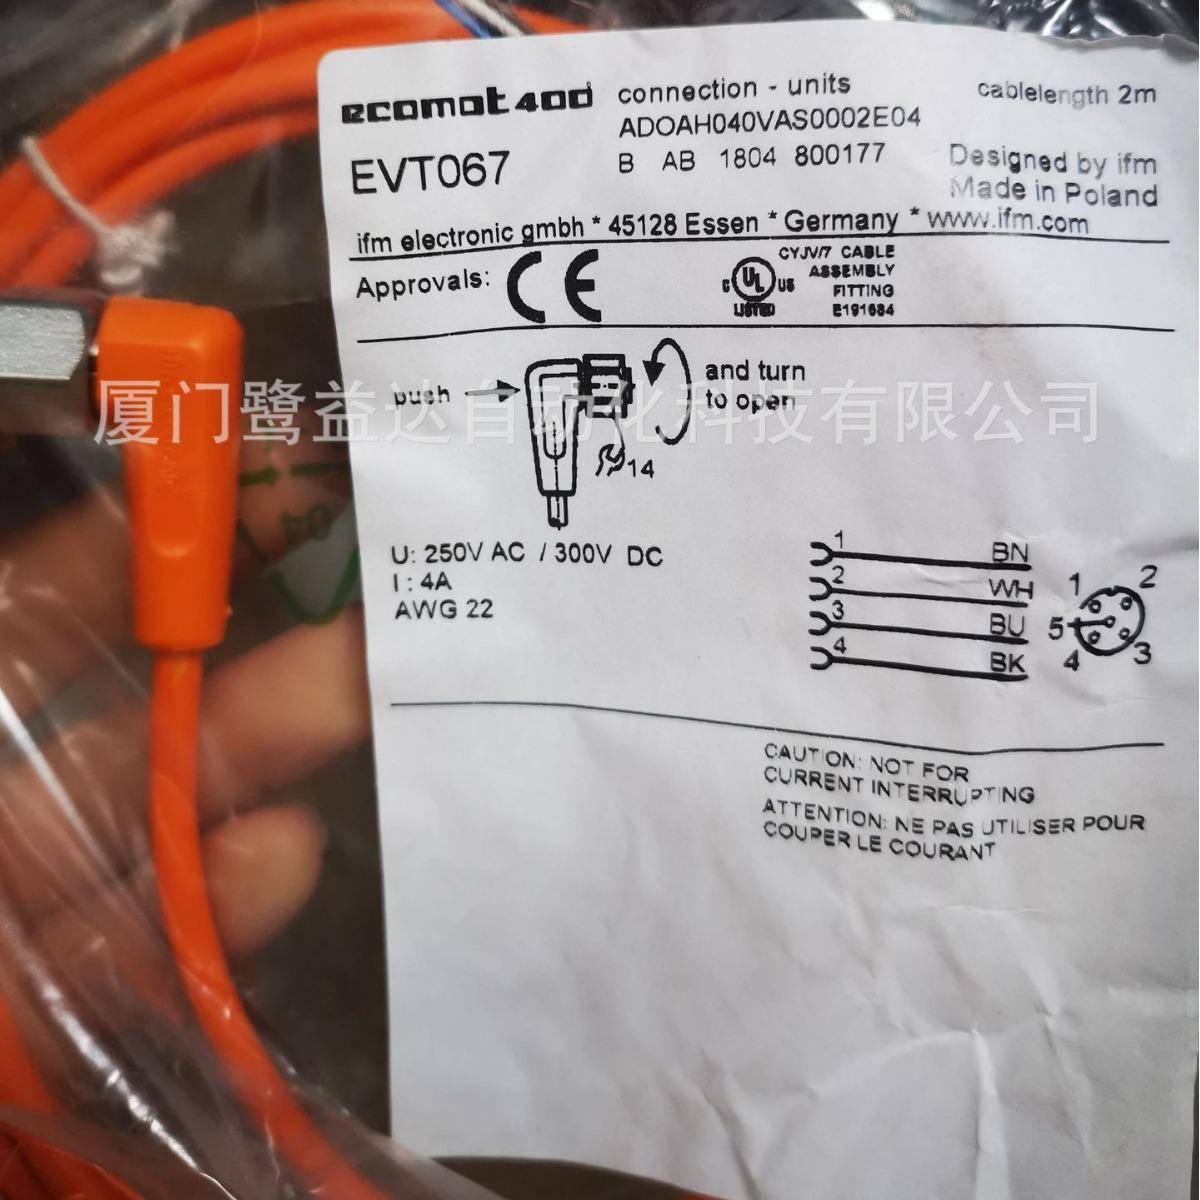 ecomat 400 connection - units cablelength 2m
ADOAH040VAS0002E04
EVT067 B AB 1804 800177 Designed by ifm
Made in Poland
ifm electronic gmbh * 45128 Essen * Germany * www.ifm.com
Approvals: CE C UL US LISTED CYJV/7 CABLE
ASSEMBLY
FITTING
E191684
push and turn
to open
14
厦门鹭益达自动化科技有限公司
04
U: 250V AC / 300V DC
I : 4A
AWG 22
1 BN
2 WH
3 BU
4 BK
1 2
5
4 3
CAUTION: NOT FOR
CURRENT INTERRUPTING
ATTENTION: NE PAS UTILISER POUR
COUPER LE COURANT